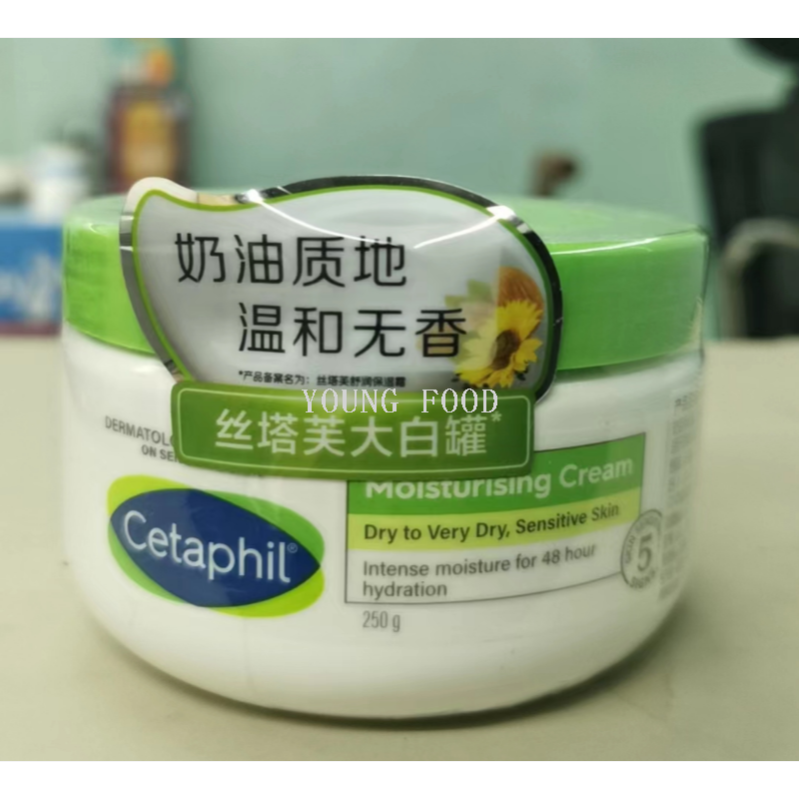 奶油质地
温和无香
*产品备案名为：丝塔芙舒润保湿霜
YOUNG FOOD
丝塔芙大白罐*
DERMATOLO
ON SE
Cetaphil®
Moisturising Cream
Dry to Very Dry, Sensitive Skin
Intense moisture for 48 hour
hydration
250 g
5